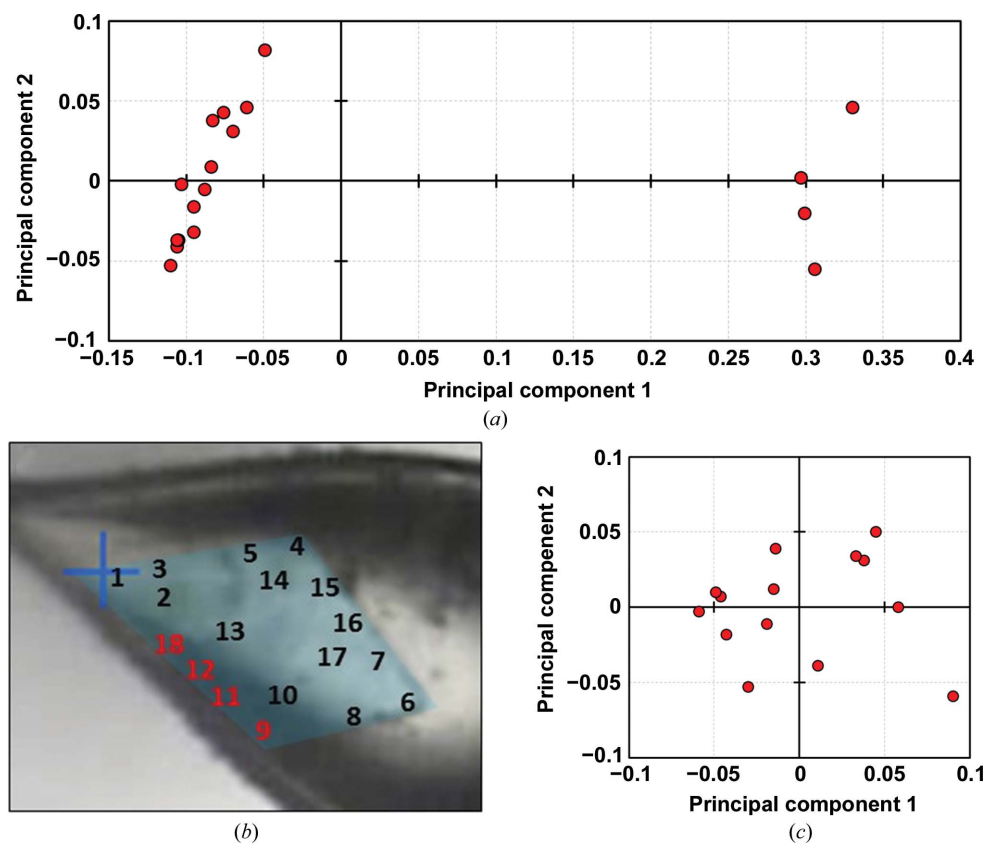 0.1
0.05
0
−0.05
−0.1
Principal component 2
−0.15 −0.1 −0.05 0 0.05 0.1 0.15 0.2 0.25 0.3 0.35 0.4
Principal component 1
(a)
1 3 2 5 4 14 15 16 13 17 7 18 12 11 10 6 8 9
(b)
0.1
0.05
0
−0.05
−0.1
Principal compenent 2
−0.1 −0.05 0 0.05 0.1
Principal component 1
(c)